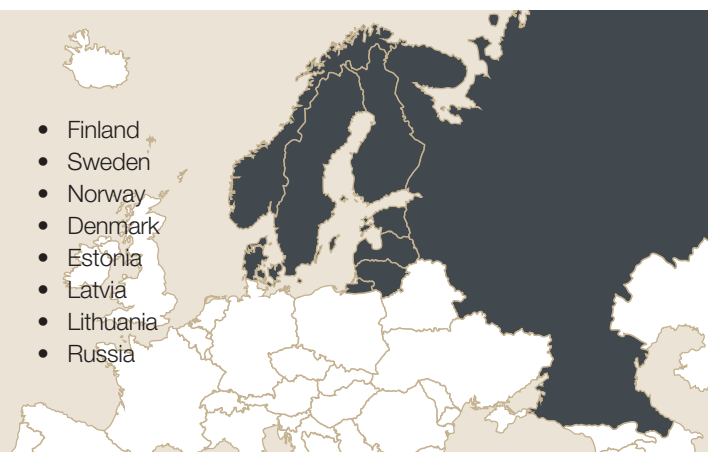 • Finland
• Sweden
• Norway
• Denmark
• Estonia
• Latvia
• Lithuania
• Russia